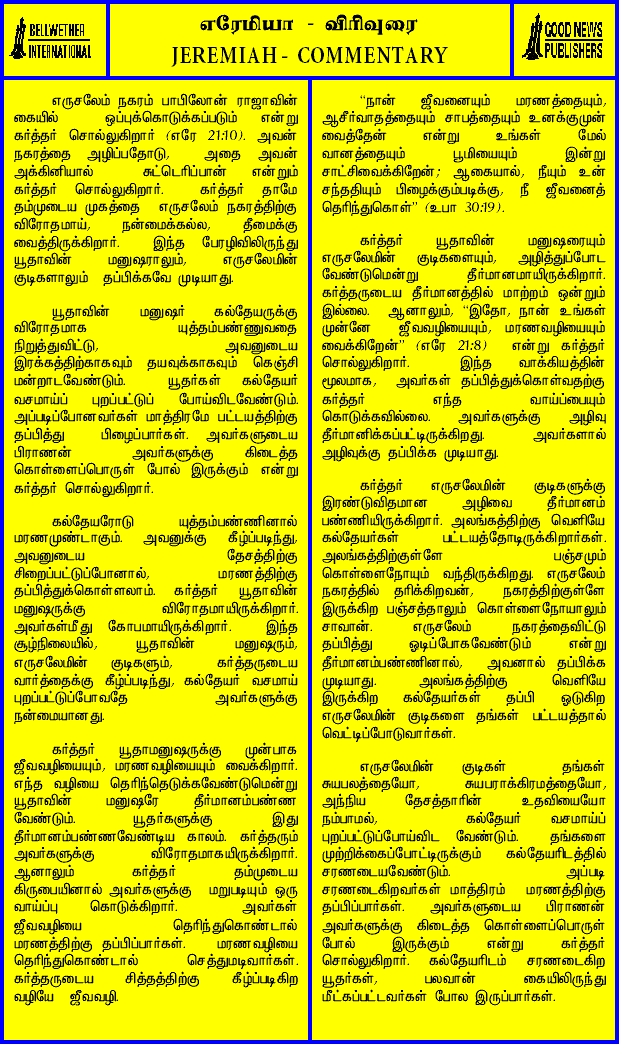 BELLWETHER
INTERNATIONAL
எரேமியா - விரிவுரை
JEREMIAH - COMMENTARY
GOOD NEWS
PUBLISHERS
எருசலேம் நகரம் பாபிலோன் ராஜாவின்
கையில் ஒப்புக்கொடுக்கப்படும் என்று
கர்த்தர் சொல்லுகிறார் (எரே 21:10). அவன்
நகரத்தை அழிப்பதோடு, அதை அவன்
அக்கினியால் சுட்டெரிப்பான் என்றும்
கர்த்தர் சொல்லுகிறார். கர்த்தர் தாமே
தம்முடைய முகத்தை எருசலேம் நகரத்திற்கு
விரோதமாய், நன்மைக்கல்ல, தீமைக்கு
வைத்திருக்கிறார். இந்த பேரழிவிலிருந்து
யூதாவின் மனுஷராலும், எருசலேமின்
குடிகளாலும் தப்பிக்கவே முடியாது.
யூதாவின் மனுஷர் கல்தேயருக்கு
விரோதமாக யுத்தம்பண்ணுவதை
நிறுத்துவிட்டு, அவனுடைய
இரக்கத்திற்காகவும் தயவுக்காகவும் கெஞ்சி
மன்றாடவேண்டும். யூதர்கள் கல்தேயர்
வசமாய்ப் புறப்பட்டுப் போய்விடவேண்டும்.
அப்படிப்போனவர்கள் மாத்திரமே பட்டயத்திற்கு
தப்பித்து பிழைப்பார்கள். அவர்களுடைய
பிராணன் அவர்களுக்கு கிடைத்த
கொள்ளைப்பொருள் போல் இருக்கும் என்று
கர்த்தர் சொல்லுகிறார்.
கல்தேயரோடு யுத்தம்பண்ணினால்
மரணமுண்டாகும். அவனுக்கு கீழ்ப்படிந்து,
அவனுடைய தேசத்திற்கு
சிறைப்பட்டுப்போனால், மரணத்திற்கு
தப்பித்துக்கொள்ளலாம். கர்த்தர் யூதாவின்
மனுஷருக்கு விரோதமாயிருக்கிறார்.
அவர்கள்மீது கோபமாயிருக்கிறார். இந்த
சூழ்நிலையில், யூதாவின் மனுஷரும்,
எருசலேமின் குடிகளும், கர்த்தருடைய
வார்த்தைக்கு கீழ்ப்படிந்து, கல்தேயர் வசமாய்
புறப்பட்டுப்போவதே அவர்களுக்கு
நன்மையானது.
கர்த்தர் யூதாமனுஷருக்கு முன்பாக
ஜீவவழியையும், மரணவழியையும் வைக்கிறார்.
எந்த வழியை தெரிந்தெடுக்கவேண்டுமென்று
யூதாவின் மனுஷரே தீர்மானம்பண்ண
வேண்டும். யூதர்களுக்கு இது
தீர்மானம்பண்ணவேண்டிய காலம். கர்த்தரும்
அவர்களுக்கு விரோதமாகயிருக்கிறார்.
ஆனாலும் கர்த்தர் தம்முடைய
கிருபையினால் அவர்களுக்கு மறுபடியும் ஒரு
வாய்ப்பு கொடுக்கிறார். அவர்கள்
ஜீவவழியை தெரிந்துகொண்டால்
மரணத்திற்கு தப்பிப்பார்கள். மரணவழியை
தெரிந்துகொண்டால் செத்துமடிவார்கள்.
கர்த்தருடைய சித்தத்திற்கு கீழ்ப்படிகிற
வழியே ஜீவவழி.
“நான் ஜீவனையும் மரணத்தையும்,
ஆசீர்வாதத்தையும் சாபத்தையும் உனக்குமுன்
வைத்தேன் என்று உங்கள் மேல்
வானத்தையும் பூமியையும் இன்று
சாட்சிவைக்கிறேன்; ஆகையால், நீயும் உன்
சந்ததியும் பிழைக்கும்படிக்கு, நீ ஜீவனைத்
தெரிந்துகொள்” (உபா 30:19).
கர்த்தர் யூதாவின் மனுஷரையும்
எருசலேமின் குடிகளையும், அழித்துப்போட
வேண்டுமென்று தீர்மானமாயிருக்கிறார்.
கர்த்தருடைய தீர்மானத்தில் மாற்றம் ஒன்றும்
இல்லை. ஆனாலும், “இதோ, நான் உங்கள்
முன்னே ஜீவவழியையும், மரணவழியையும்
வைக்கிறேன்” (எரே 21:8) என்று கர்த்தர்
சொல்லுகிறார். இந்த வாக்கியத்தின்
மூலமாக, அவர்கள் தப்பித்துக்கொள்வதற்கு
கர்த்தர் எந்த வாய்ப்பையும்
கொடுக்கவில்லை. அவர்களுக்கு அழிவு
தீர்மானிக்கப்பட்டிருக்கிறது. அவர்களால்
அழிவுக்கு தப்பிக்க முடியாது.
கர்த்தர் எருசலேமின் குடிகளுக்கு
இரண்டுவிதமான அழிவை தீர்மானம்
பண்ணியிருக்கிறார். அலங்கத்திற்கு வெளியே
கல்தேயர்கள் பட்டயத்தோடிருக்கிறார்கள்.
அலங்கத்திற்குள்ளே பஞ்சமும்
கொள்ளைநோயும் வந்திருக்கிறது. எருசலேம்
நகரத்தில் தரிக்கிறவன், நகரத்திற்குள்ளே
இருக்கிற பஞ்சத்தாலும் கொள்ளைநோயாலும்
சாவான். எருசலேம் நகரத்தைவிட்டு
தப்பித்து ஓடிப்போகவேண்டும் என்று
தீர்மானம்பண்ணினால், அவனால் தப்பிக்க
முடியாது. அலங்கத்திற்கு வெளியே
இருக்கிற கல்தேயர்கள் தப்பி ஓடுகிற
எருசலேமின் குடிகளை தங்கள் பட்டயத்தால்
வெட்டிப்போடுவார்கள்.
எருசலேமின் குடிகள் தங்கள்
சுயபலத்தையோ, சுயபராக்கிரமத்தையோ,
அந்நிய தேசத்தாரின் உதவியையோ
நம்பாமல், கல்தேயர் வசமாய்ப்
புறப்பட்டுப்போய்விட வேண்டும். தங்களை
முற்றிக்கைப்போட்டிருக்கும் கல்தேயரிடத்தில்
சரணடையவேண்டும். அப்படி
சரணடைகிறவர்கள் மாத்திரம் மரணத்திற்கு
தப்பிப்பார்கள். அவர்களுடைய பிராணன்
அவர்களுக்கு கிடைத்த கொள்ளைப்பொருள்
போல் இருக்கும் என்று கர்த்தர்
சொல்லுகிறார். கல்தேயரிடம் சரணடைகிற
யூதர்கள், பலவான் கையிலிருந்து
மீட்கப்பட்டவர்கள் போல இருப்பார்கள்.